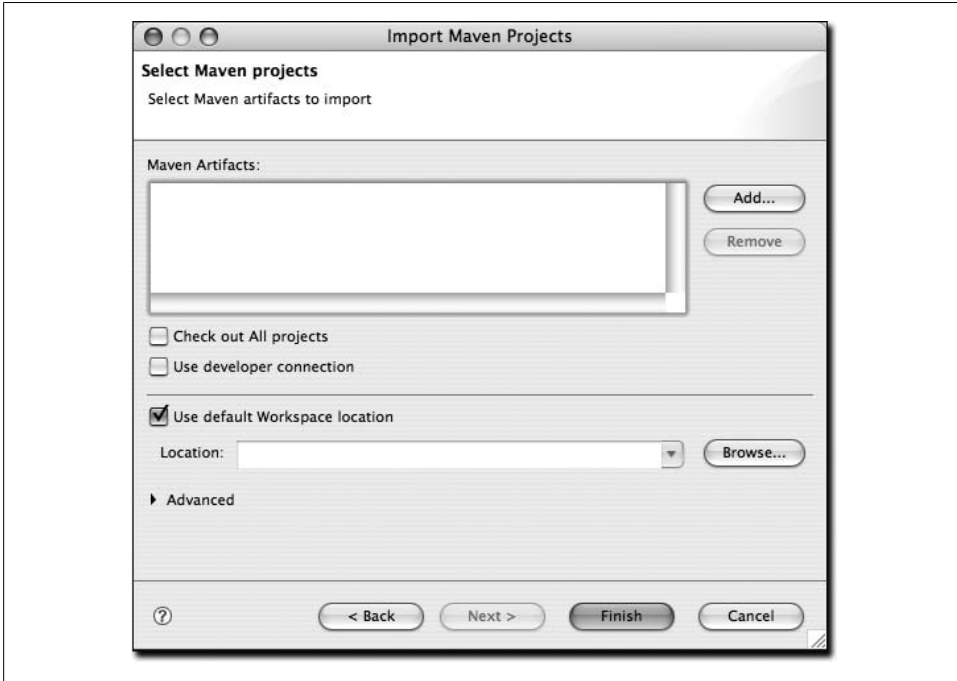 Import Maven Projects
Select Maven projects
Select Maven artifacts to import
Maven Artifacts:
Add...
Remove
Check out All projects
Use developer connection
Use default Workspace location
Location:
Browse...
Advanced
?
< Back
Next >
Finish
Cancel